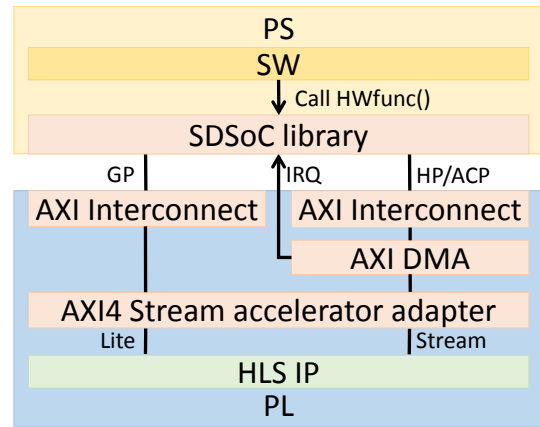 PS
SW
Call HWfunc()
SDSoC library
GP IRQ HP/ACP
AXI Interconnect AXI Interconnect
AXI DMA
AXI4 Stream accelerator adapter
Lite Stream
HLS IP
PL